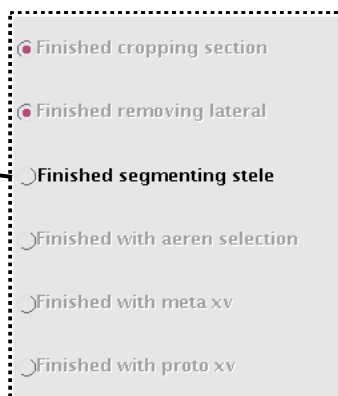 Finished cropping section
Finished removing lateral
Finished segmenting stele
Finished with aeren selection
Finished with meta xv
Finished with proto xv